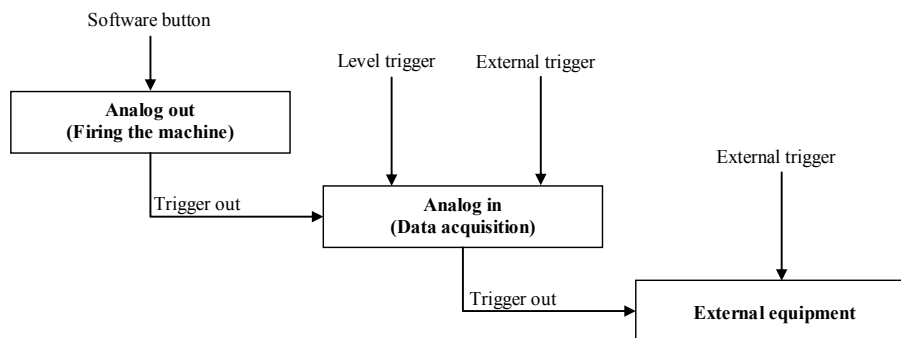 Software button
Level trigger
External trigger
Analog out
(Firing the machine)
External trigger
Trigger out
Analog in
(Data acquisition)
Trigger out
External equipment